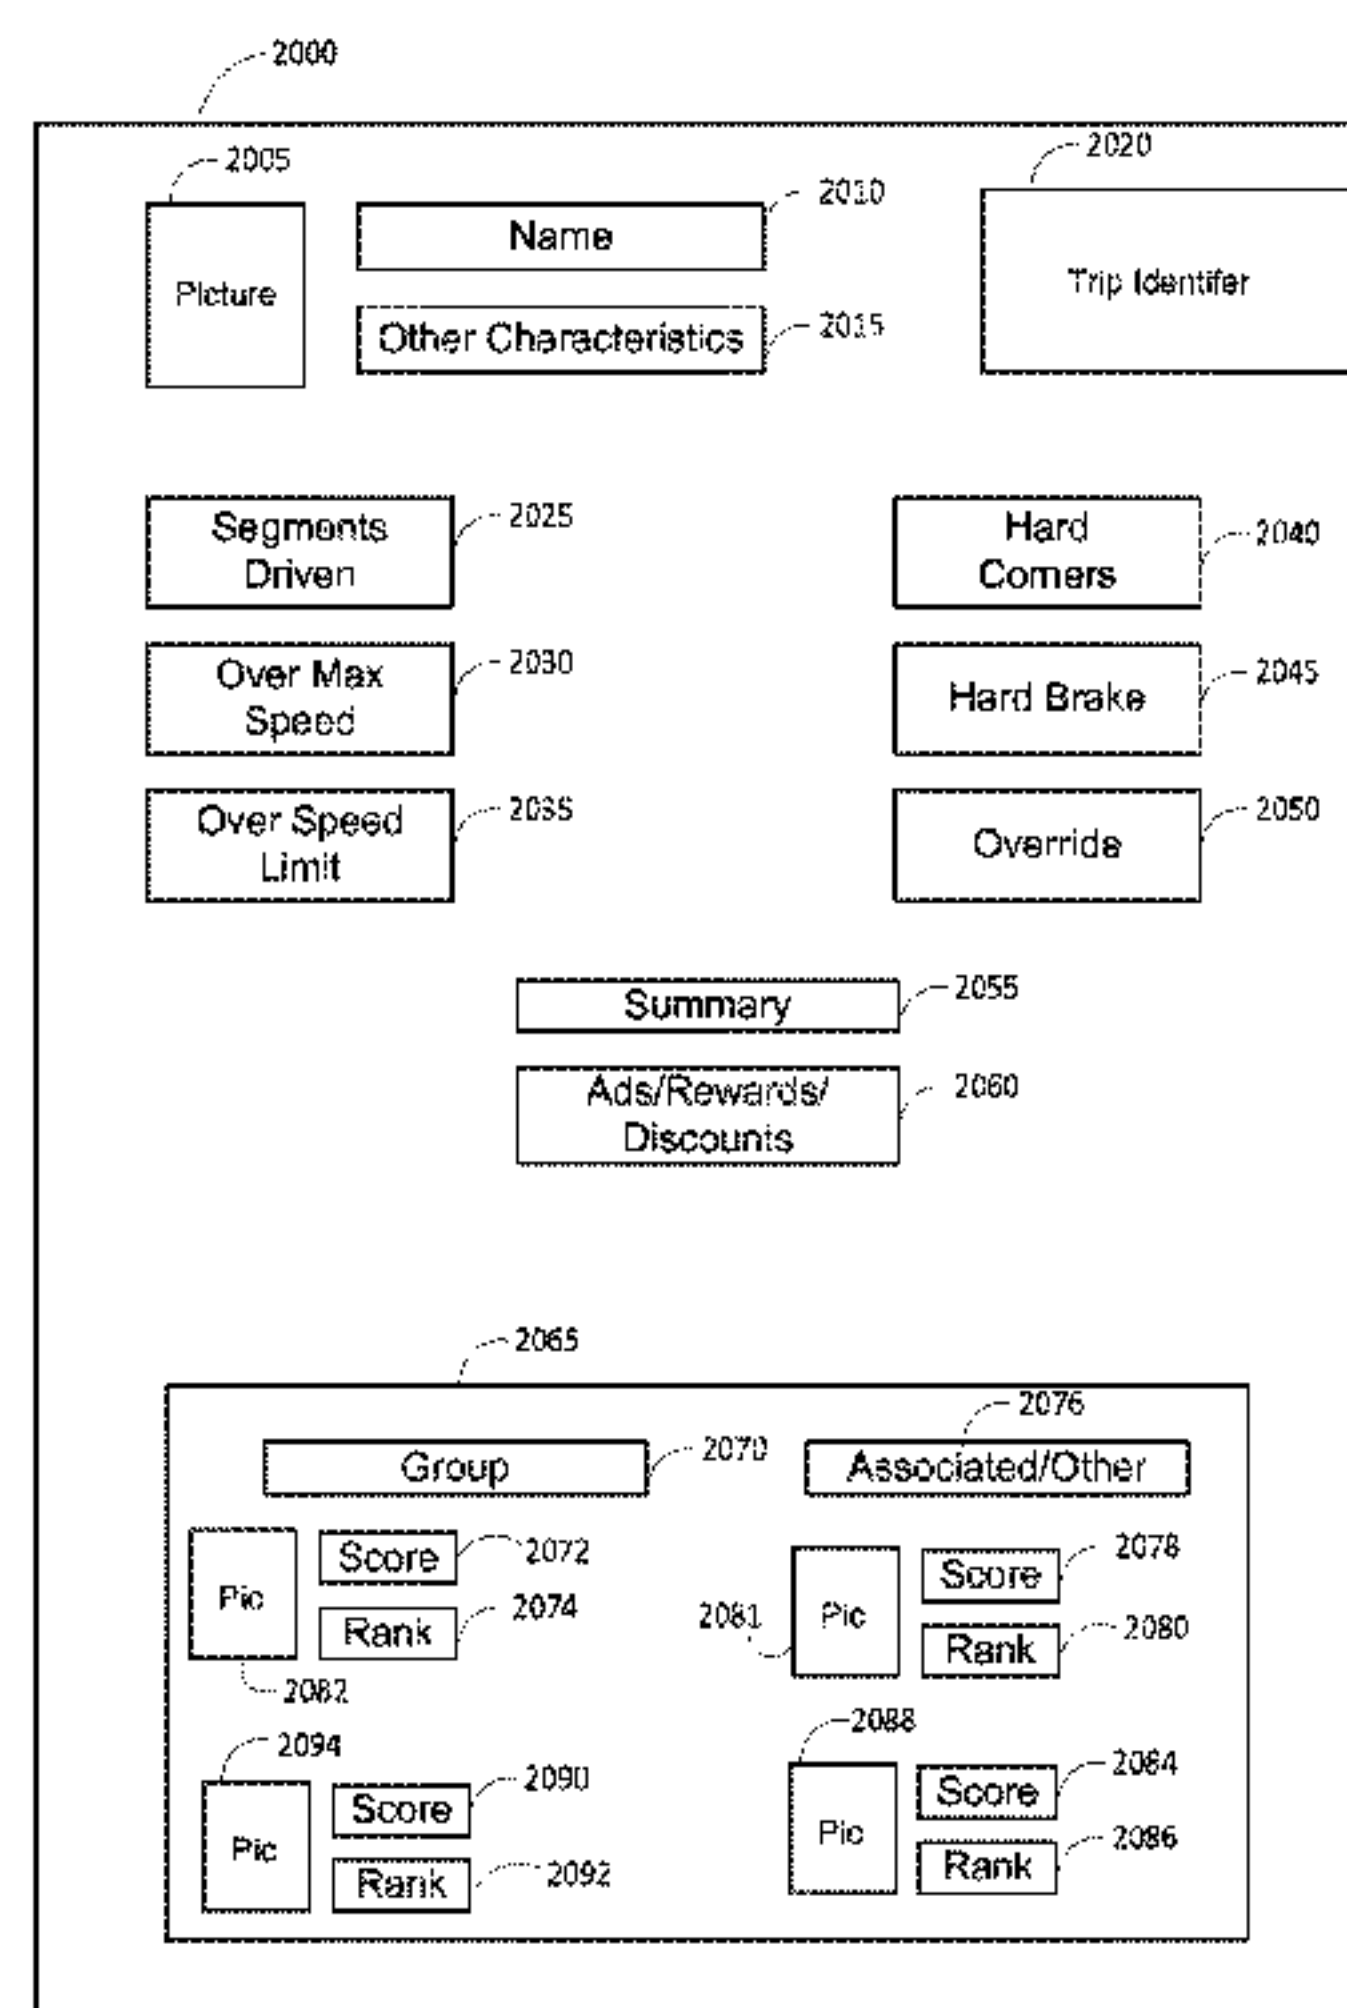 2000
2005
2020
2010
Name
Picture
Trip Identifer
2015
Other Characteristics
2025
Segments
Driven
Hard
Corners
2040
2030
Over Max
Speed
2045
Hard Brake
2035
Over Speed
Limit
2050
Override
2055
Summary
2060
Ads/Rewards/
Discounts
2065
2076
2070
Group
Associated/Other
2072
Score
2078
Score
Pic
2074
Rank
2081
Pic
2080
Rank
2082
2088
2094
2090
Score
2084
Score
Pic
2092
Rank
Pic
2086
Rank